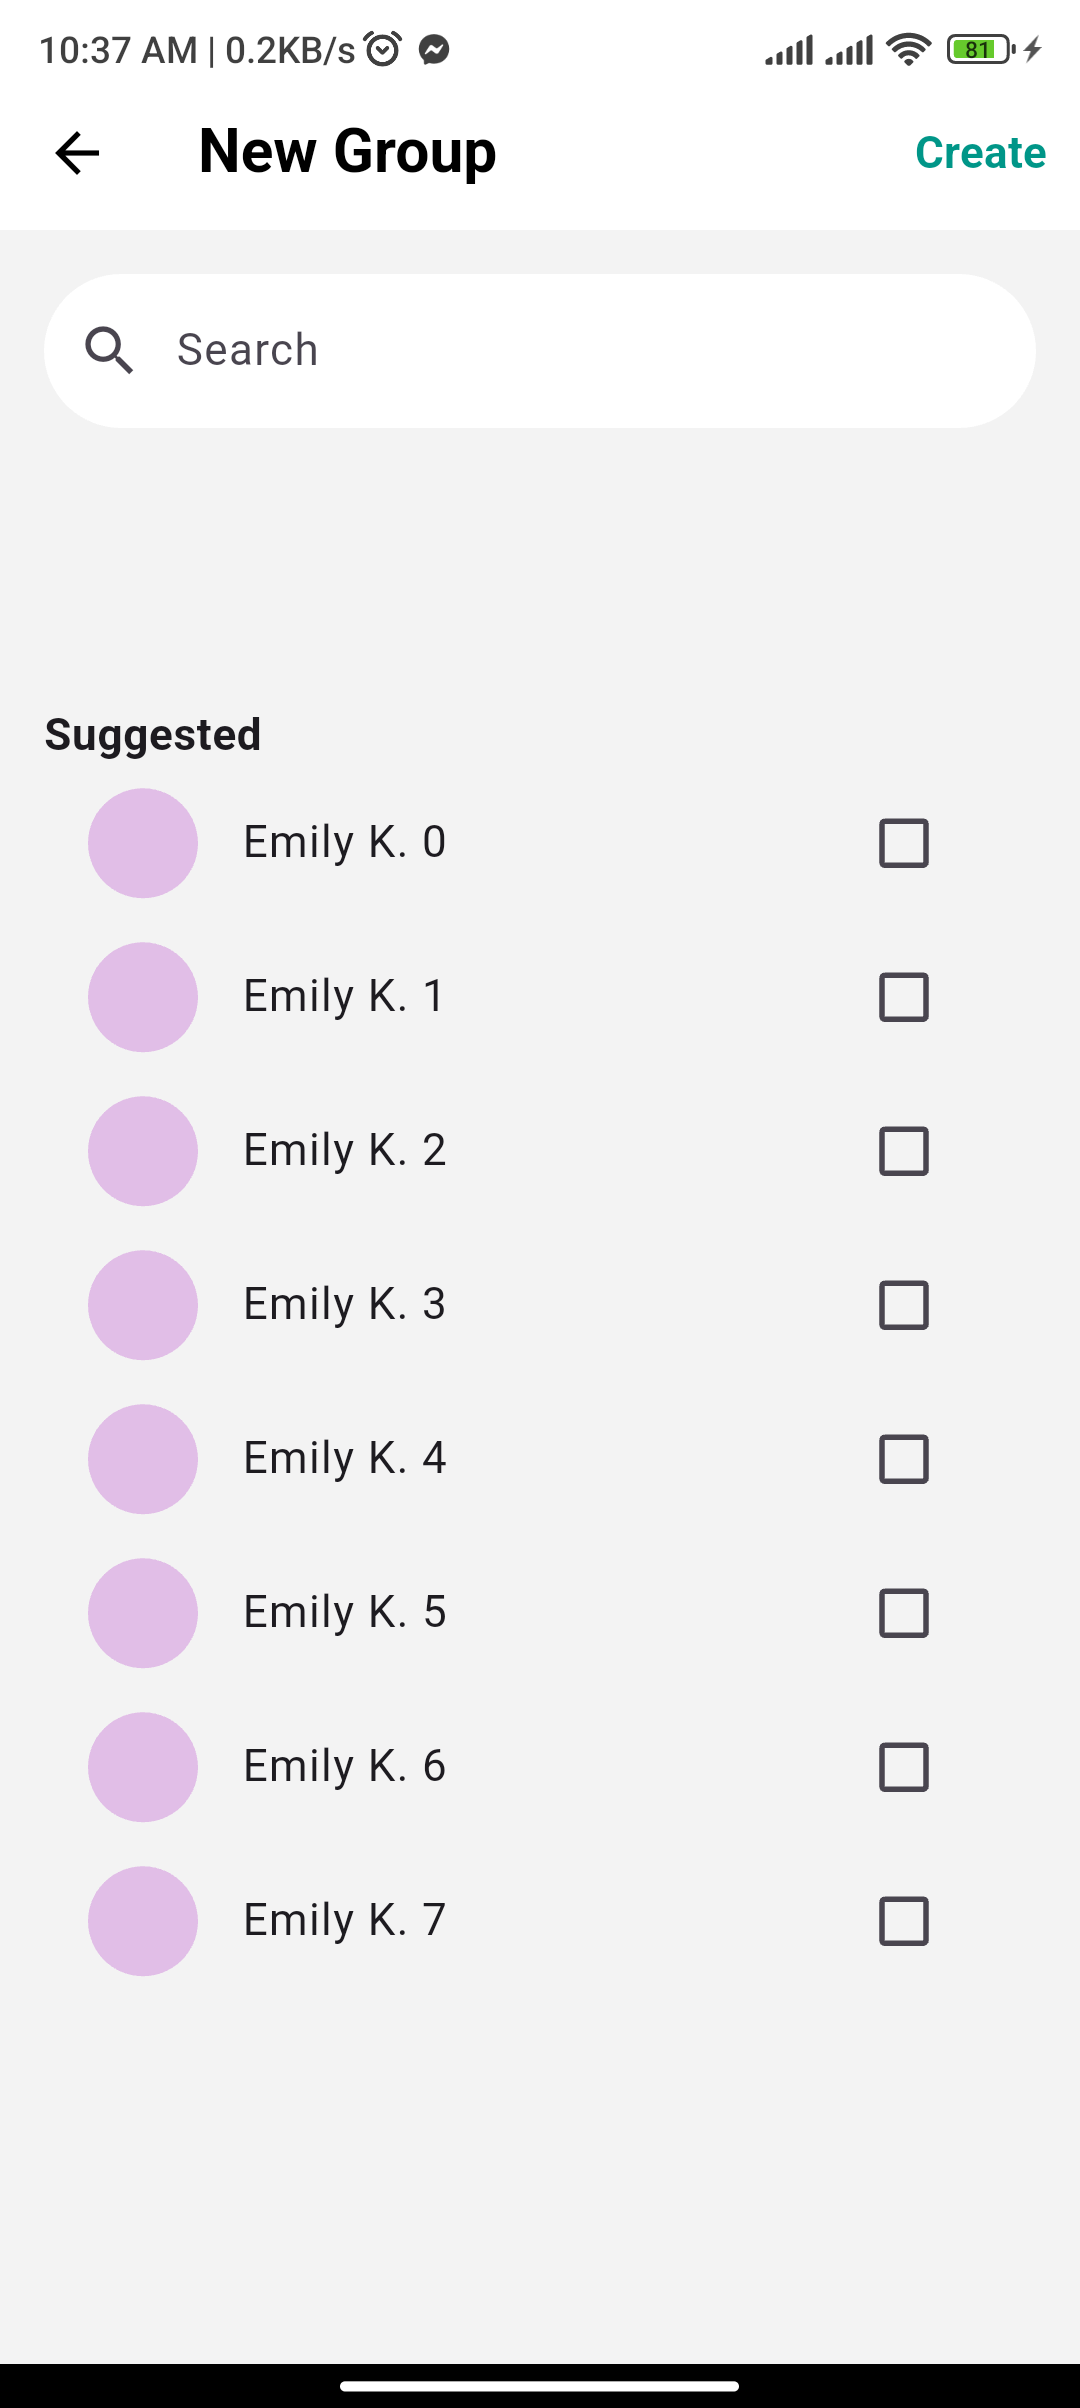 10:37 AM | 0.2KB/s
81
New Group
Create
Search
Suggested
Emily K. 0
Emily K. 1
Emily K. 2
Emily K. 3
Emily K. 4
Emily K. 5
Emily K. 6
Emily K. 7